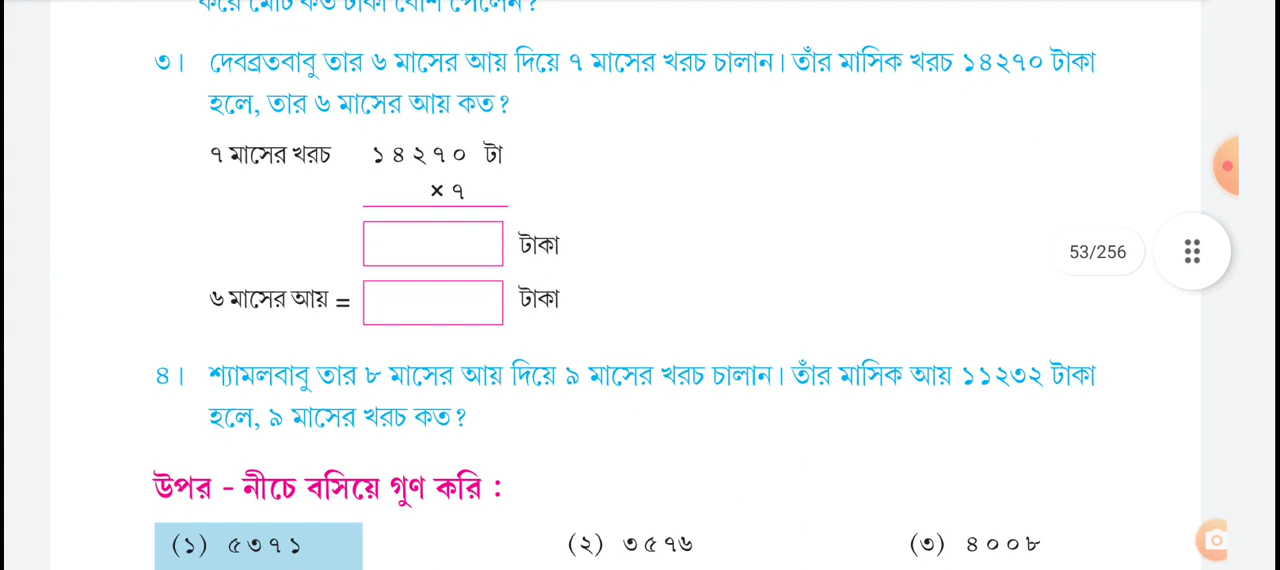 করে মোট কত টাকা বেশি পেলেন?
৩। দেবব্রতবাবু তার ৬ মাসের আয় দিয়ে ৭ মাসের খরচ চালান। তাঁর মাসিক খরচ ১৪২৭০ টাকা
হলে, তার ৬ মাসের আয় কত?
৭ মাসের খরচ ১৪২৭০ টা
× ৭
টাকা
৬ মাসের আয় = টাকা
53/256
৪। শ্যামলবাবু তার ৮ মাসের আয় দিয়ে ৯ মাসের খরচ চালান। তাঁর মাসিক আয় ১১২৩২ টাকা
হলে, ৯ মাসের খরচ কত?
উপর - নীচে বসিয়ে গুণ করি :
(১) ৫৩৭১ (২) ৩৫৭৬ (৩) ৪০০৮